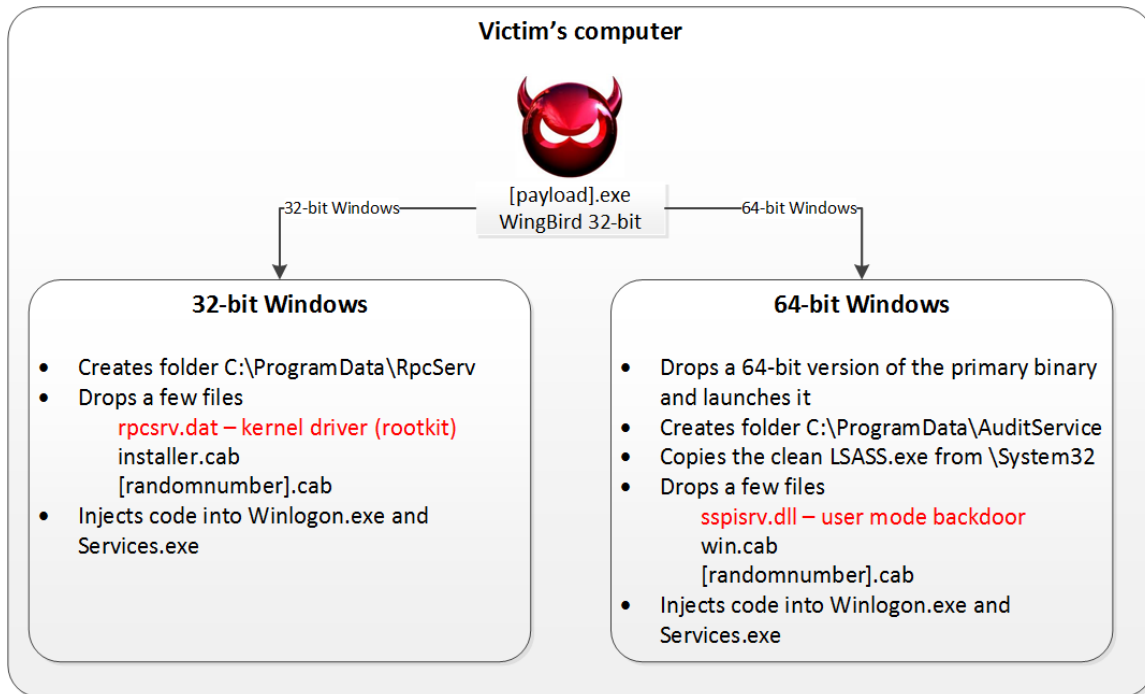 Victim's computer
[payload].exe
WingBird 32-bit
32-bit Windows
64-bit Windows
32-bit Windows
• Creates folder C:\ProgramData\RpcServ
• Drops a few files
rpcsrv.dat – kernel driver (rootkit)
installer.cab
[randomnumber].cab
• Injects code into Winlogon.exe and
Services.exe
64-bit Windows
• Drops a 64-bit version of the primary binary
and launches it
• Creates folder C:\ProgramData\AuditService
• Copies the clean LSASS.exe from \System32
• Drops a few files
sspisrv.dll – user mode backdoor
win.cab
[randomnumber].cab
• Injects code into Winlogon.exe and
Services.exe